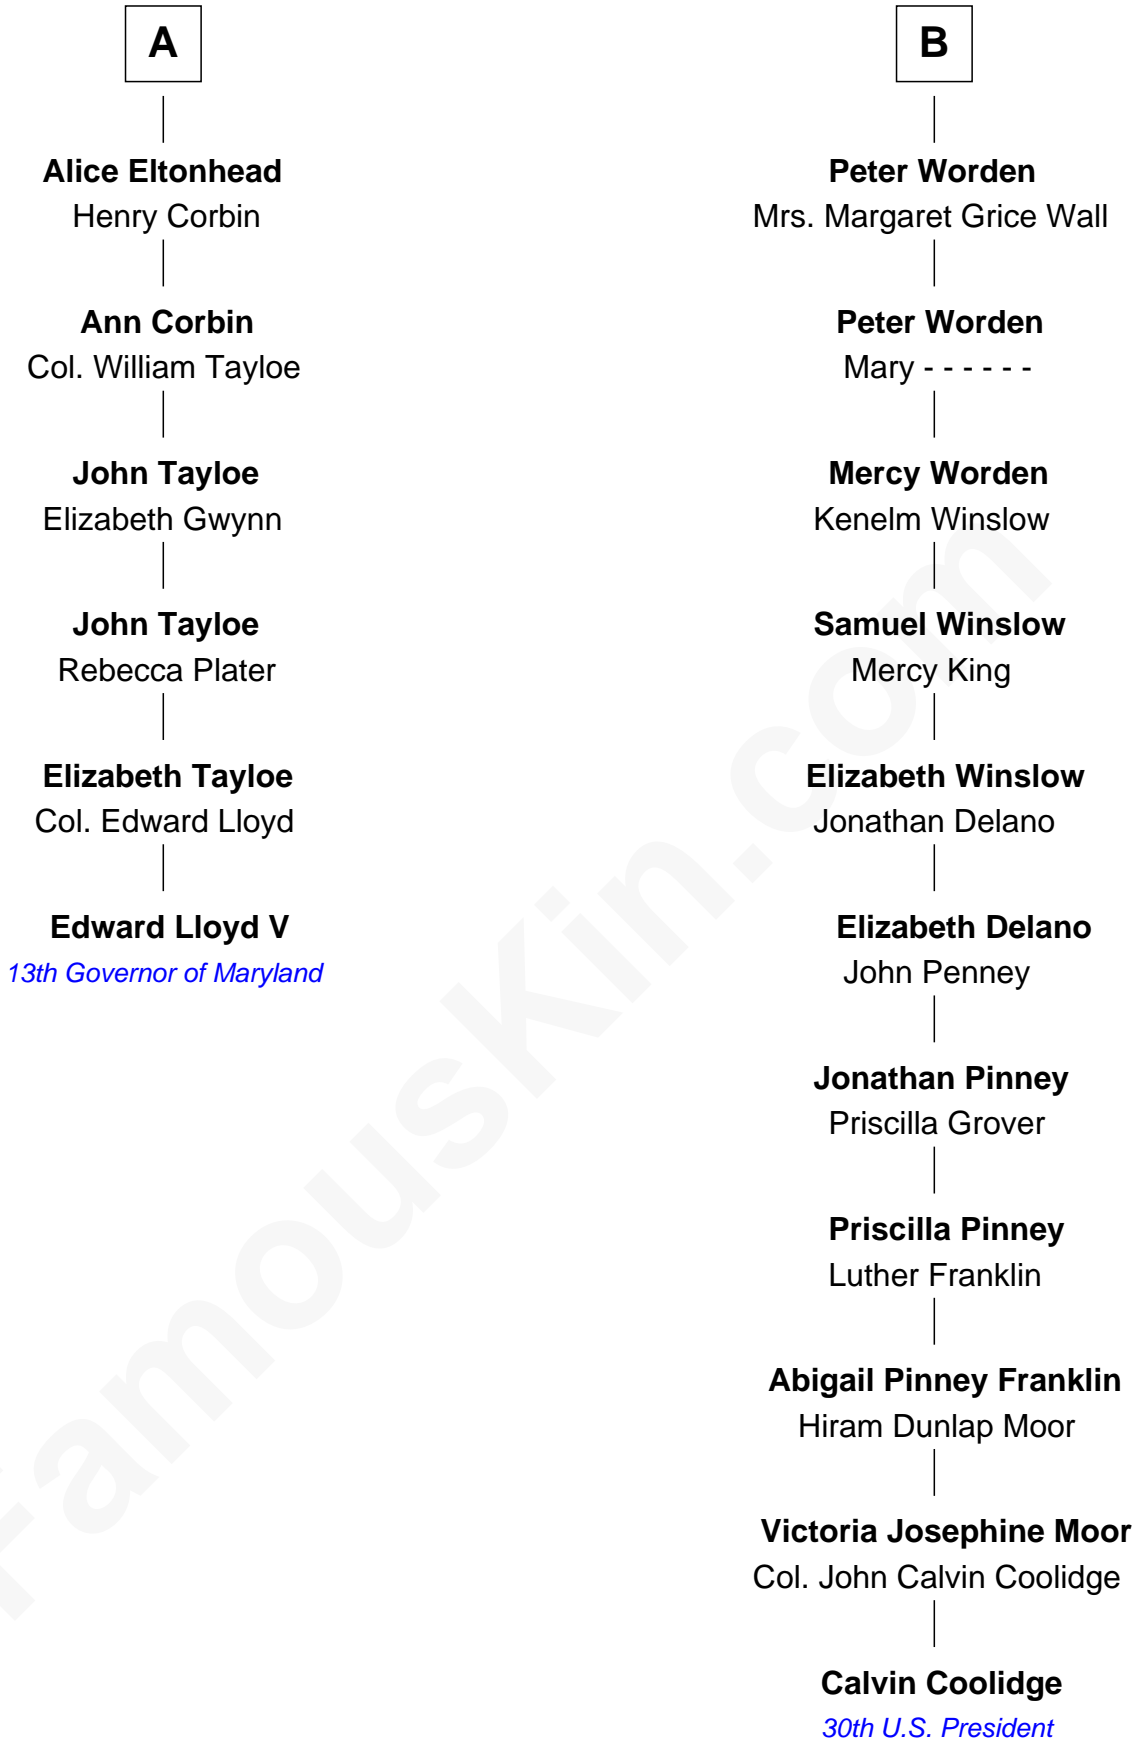 A
Alice Eltonhead
Henry Corbin
Ann Corbin
Col. William Tayloe
John Tayloe
Elizabeth Gwynn
John Tayloe
Rebecca Plater
Elizabeth Tayloe
Col. Edward Lloyd
Edward Lloyd V
13th Governor of Maryland
B
Peter Worden
Mrs. Margaret Grice Wall
Peter Worden
Mary - - - - - -
Mercy Worden
Kenelm Winslow
Samuel Winslow
Mercy King
Elizabeth Winslow
Jonathan Delano
Elizabeth Delano
John Penney
Jonathan Pinney
Priscilla Grover
Priscilla Pinney
Luther Franklin
Abigail Pinney Franklin
Hiram Dunlap Moor
Victoria Josephine Moor
Col. John Calvin Coolidge
Calvin Coolidge
30th U.S. President
FamousKin.com